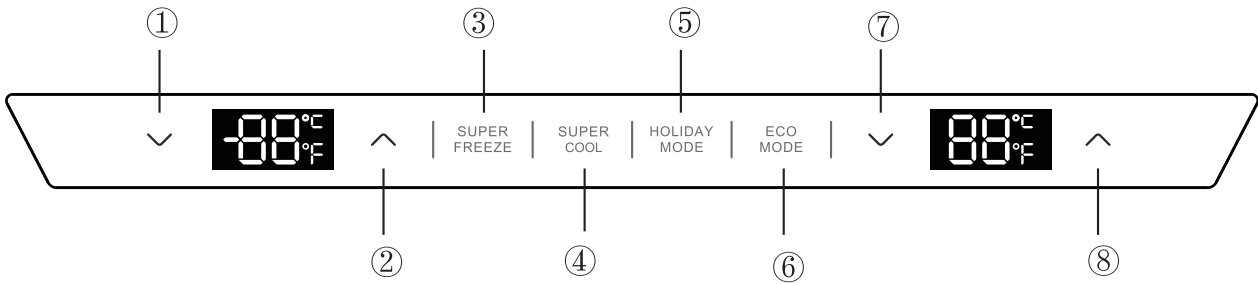 ① ③ ⑤ ⑦
-88°C °F
SUPER FREEZE
SUPER COOL
HOLIDAY MODE
ECO MODE
88°C °F
② ④ ⑥ ⑧